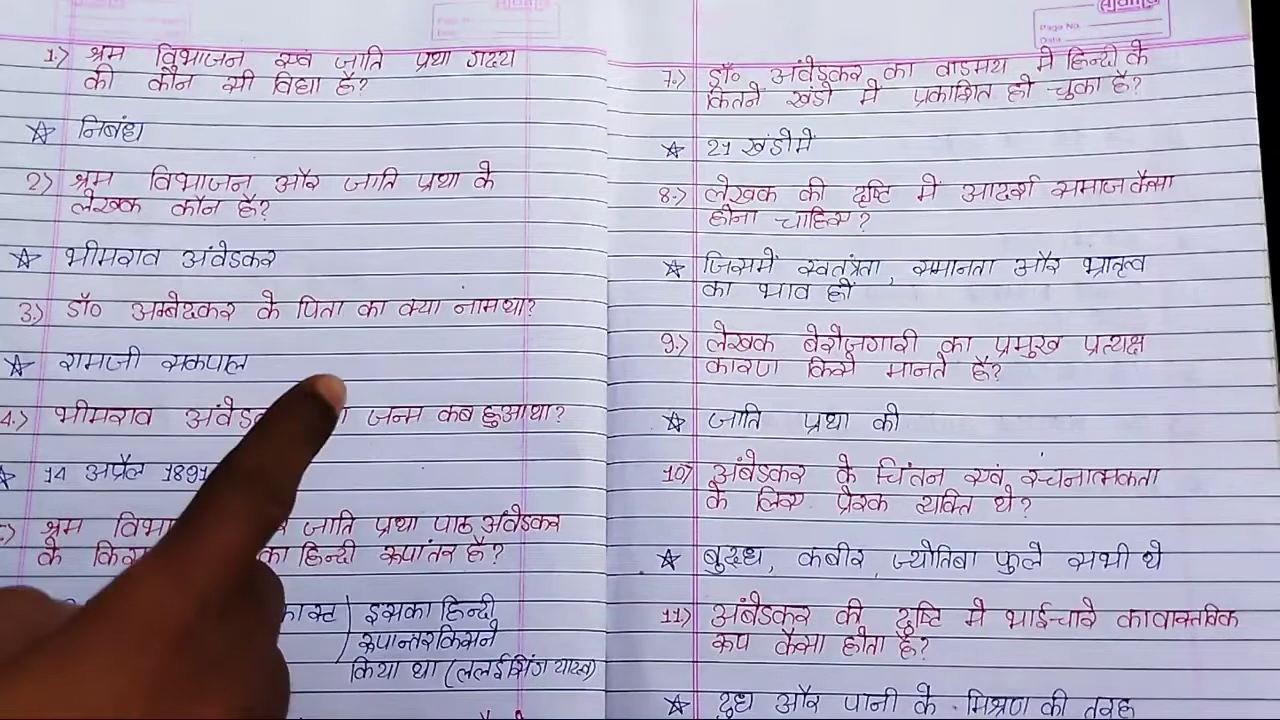 1.) श्रम विभाजन एवं जाति प्रथा गद्य
की कौन सी विद्या है?
☆ निबंध
2) श्रम विभाजन और जाति प्रथा के
लेखक कौन है?
☆ भीमराव अंबेडकर
3.) डॉ० अम्बेदकर के पिता का क्या नाम था?
☆ रामजी सकपाल
4.) भीमराव जन्म कब हुआ था?
☆ 14 अप्रैल 1891
श्रम जाति प्रथा पाठ अंबेडकर
के का हिन्दी रूपांतर है?
इसका हिन्दी
रूपान्तर किसने
किया था (ललई सिंह यादव)
Page No.
Date
7.) डॉ० अंबेडकर का वाङमय में हिन्दी के
कितने खंडो में प्रकाशित हो चुका है?
☆ 21 खंडो में
8.) लेखक की दृष्टि में आदर्श समाज कैसा
होना चाहिए?
☆ जिसमें स्वतंत्रता, समानता और भ्रातृत्व
का भाव हों
9.) लेखक बेरोजगारी का प्रमुख प्रत्यक्ष
कारण किसे मानते है?
☆ जाति प्रथा को
10) अंबेडकर के चिंतन एवं रचनात्मकता
के लिए प्रेरक व्यक्ति थे?
☆ बुद्ध, कबीर, ज्योतिबा फुले सभी थे
11) अंबेडकर की दृष्टि में भाईचारे का वास्तविक
रूप कैसा होता है?
☆ दुध और पानी के मिश्रण की तरह